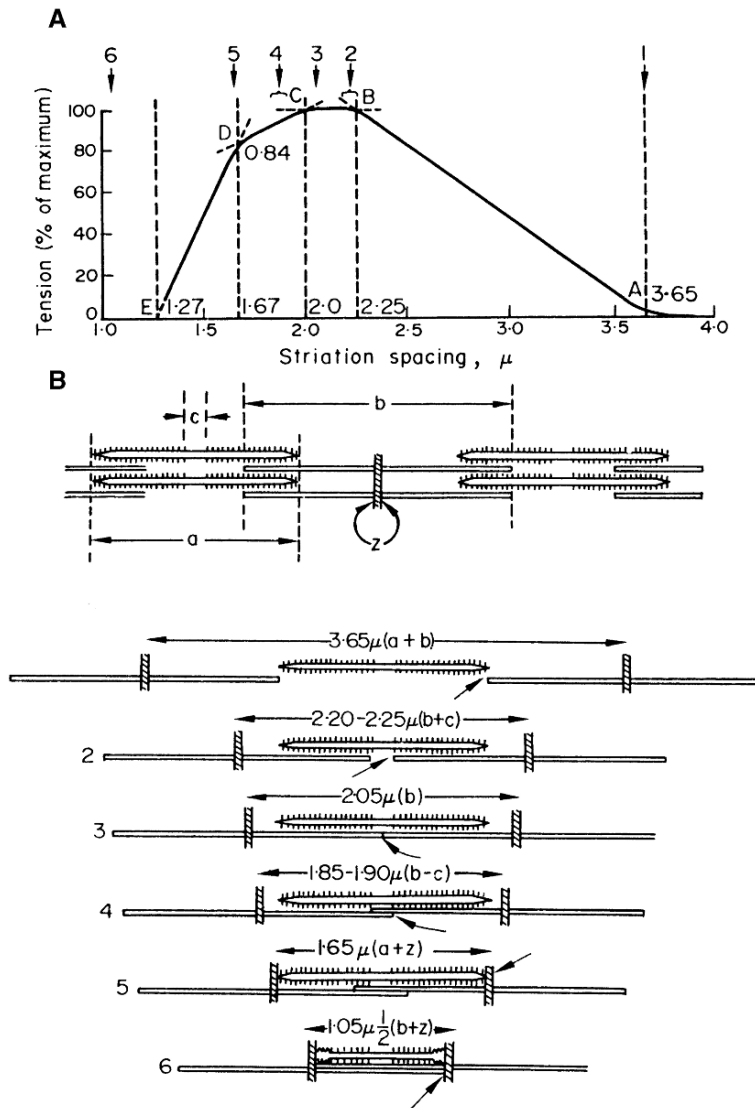 A
6 5 4 3 2
C B
D
0·84
A
3·65
E 1·27 1·67 2·0 2·25
100
80
60
40
20
0
Tension (% of maximum)
1·0 1·5 2·0 2·5 3·0 3·5 4·0
Striation spacing, μ
B
b
c
z
a
3·65μ(a+b)
2·20-2·25μ(b+c)
2
2·05μ(b)
3
1·85-1·90μ(b-c)
4
1·65μ(a+z)
5
1·05μ 1/2(b+z)
6